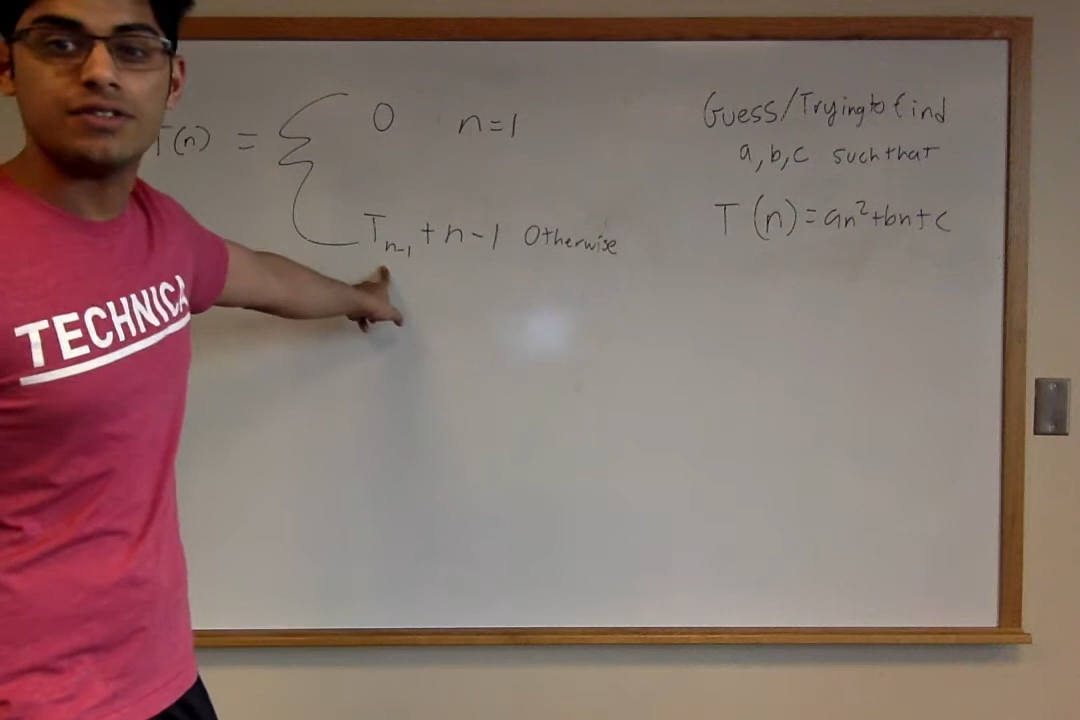 T(n) = { 0 n=1
T_{n-1} + n-1 Otherwise
Guess/Trying to find
a, b, c such that
T(n) = an²+bn+c
TECHNICA